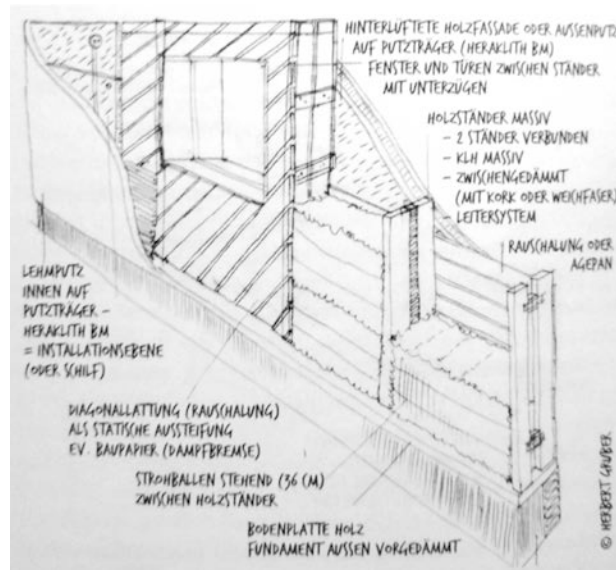 HINTERLÜFTETE HOLZFASSADE ODER AUSSENPUTZ
AUF PUTZTRÄGER (HERAKLITH BM)
FENSTER UND TÜREN ZWISCHEN STÄNDER
MIT UNTERZÜGEN
HOLZSTÄNDER MASSIV
- 2 STÄNDER VERBUNDEN
- KLH MASSIV
- ZWISCHENGEDÄMMT
(MIT KORK ODER WEICHFASER)
- LEITERSYSTEM
RAUSCHALUNG ODER
AGEPAN
LEHMPUTZ
INNEN AUF
PUTZTRÄGER -
HERAKLITH BM
= INSTALLATIONSEBENE
(ODER SCHILF)
DIAGONALLATTUNG (RAUSCHALUNG)
ALS STATISCHE AUSSTEIFUNG
EV. BAUPAPIER (DAMPFBREMSE)
STROHBALLEN STEHEND (36 CM)
ZWISCHEN HOLZSTÄNDER
BODENPLATTE HOLZ
FUNDAMENT AUSSEN VORGEDÄMMT
© HERBERT GRUBER